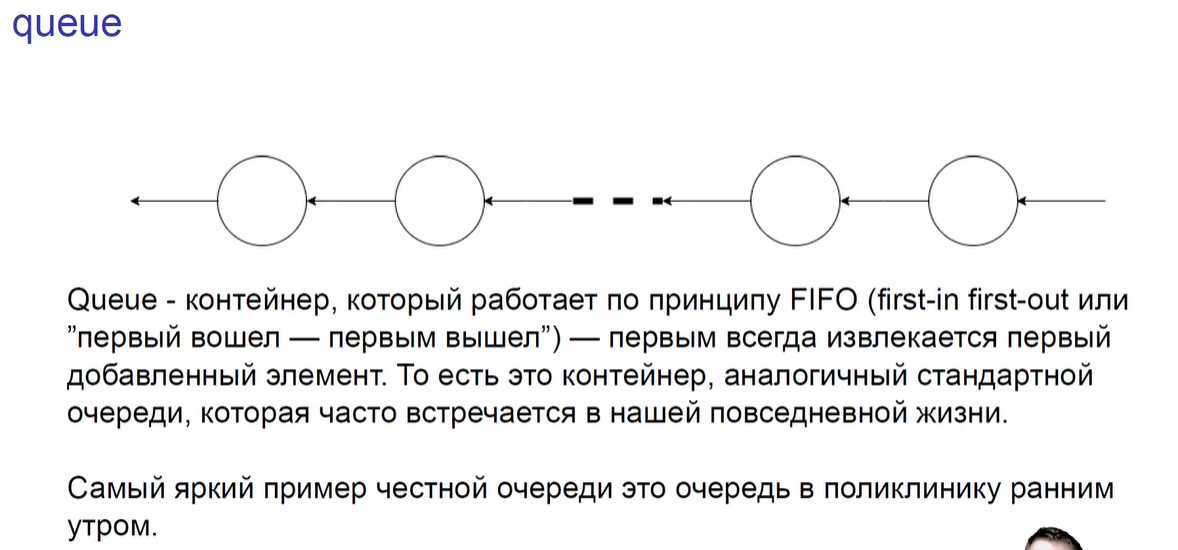 queue
Queue - контейнер, который работает по принципу FIFO (first-in first-out или
”первый вошел — первым вышел”) — первым всегда извлекается первый
добавленный элемент. То есть это контейнер, аналогичный стандартной
очереди, которая часто встречается в нашей повседневной жизни.
Самый яркий пример честной очереди это очередь в поликлинику ранним
утром.